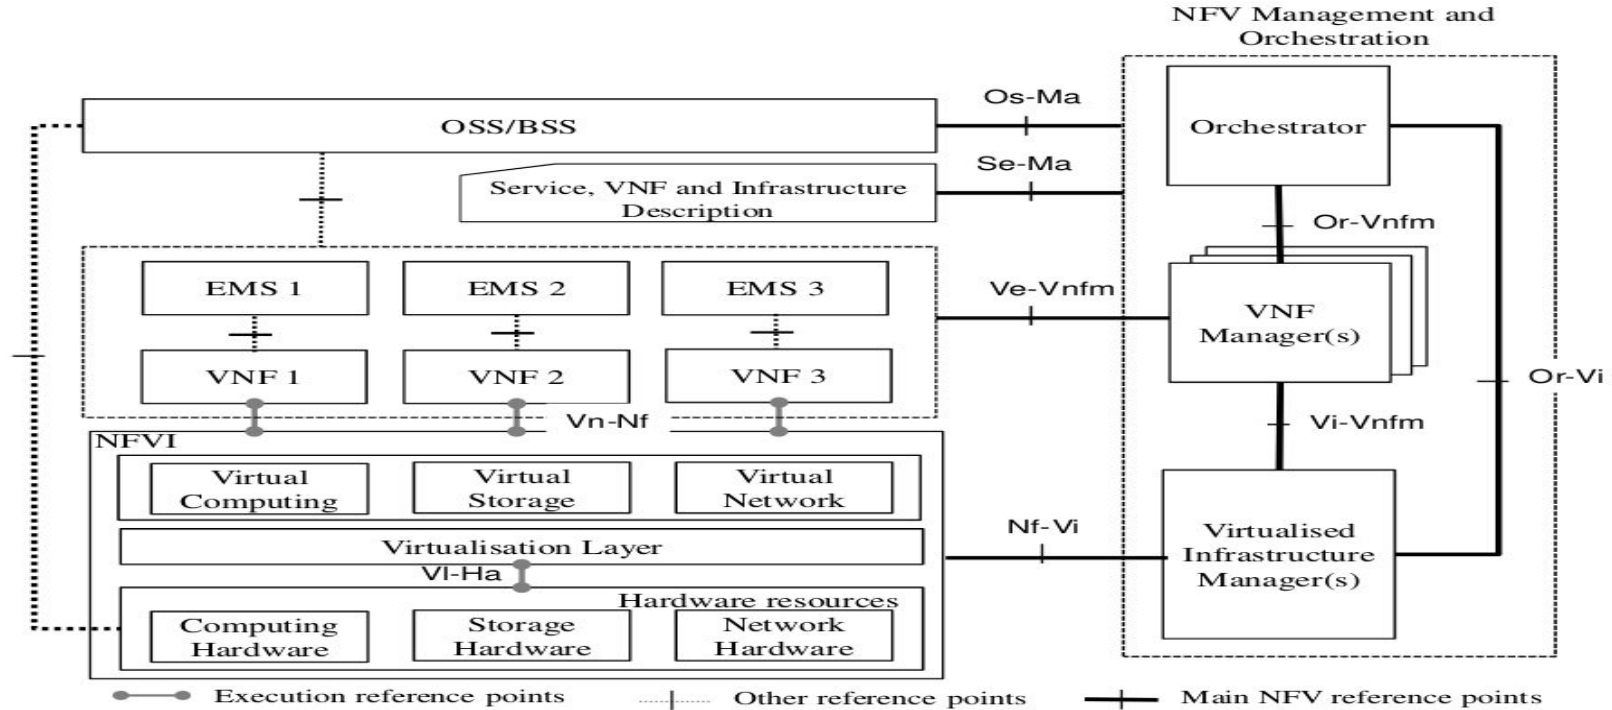 NFV Management and
Orchestration
Os-Ma
OSS/BSS
Orchestrator
Se-Ma
Service, VNF and Infrastructure
Description
Or-Vnfm
EMS 1
EMS 2
EMS 3
Ve-Vnfm
VNF
Manager(s)
VNF 1
VNF 2
VNF 3
Or-Vi
Vn-Nf
Vi-Vnfm
NFVI
Virtual
Computing
Virtual
Storage
Virtual
Network
Nf-Vi
Virtualised
Infrastructure
Manager(s)
Virtualisation Layer
Vl-Ha
Hardware resources
Computing
Hardware
Storage
Hardware
Network
Hardware
Execution reference points
Other reference points
Main NFV reference points